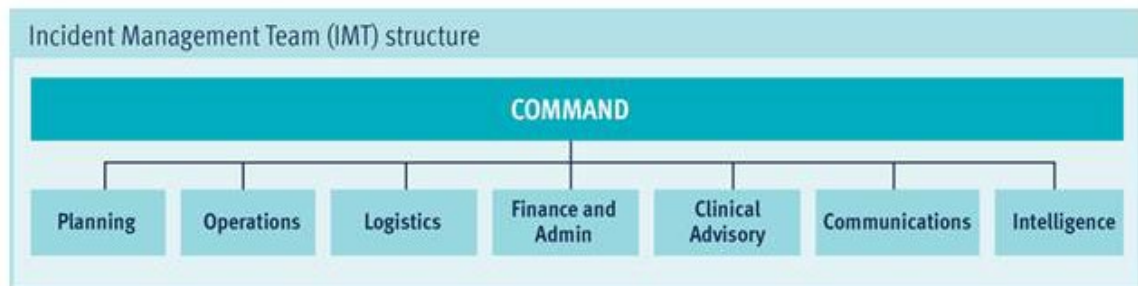 Incident Management Team (IMT) structure
COMMAND
Planning
Operations
Logistics
Finance and
Admin
Clinical
Advisory
Communications
Intelligence